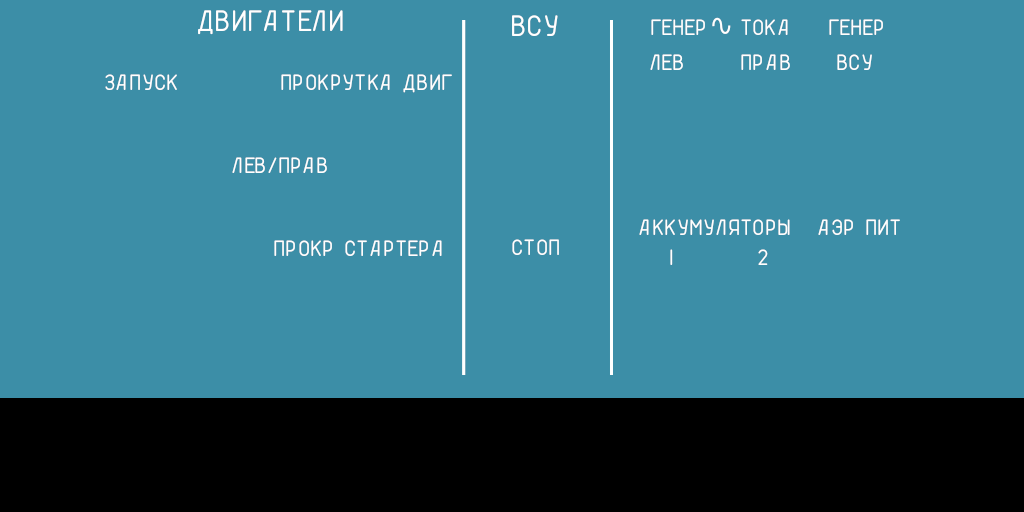 ДВИГАТЕЛИ
ЗАПУСК ПРОКРУТКА ДВИГ
ЛЕВ/ПРАВ
ПРОКР СТАРТЕРА
ВСУ
СТОП
ГЕНЕР ∿ ТОКА ГЕНЕР
ЛЕВ ПРАВ ВСУ
АККУМУЛЯТОРЫ АЭР ПИТ
1 2